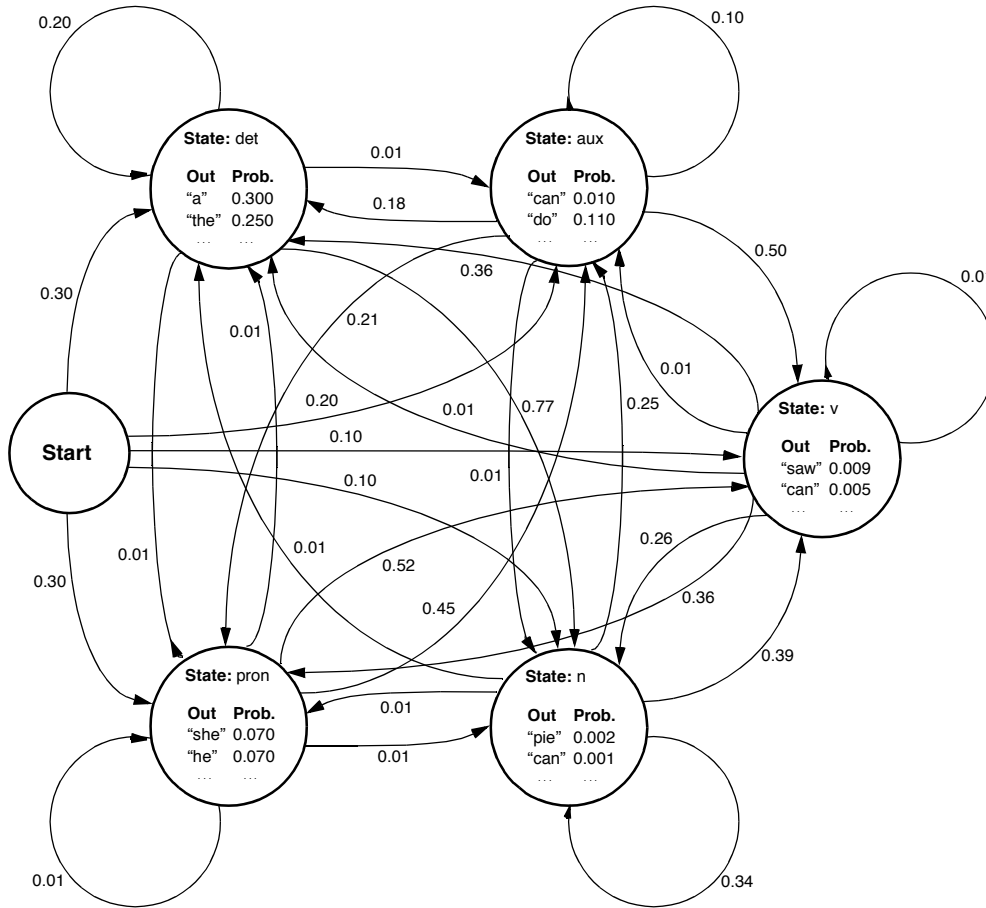 0.20
0.10
State: det
Out Prob.
“a” 0.300
“the” 0.250
... ...
State: aux
Out Prob.
“can” 0.010
“do” 0.110
... ...
0.01
0.18
0.50
0.36
0.0
0.30
0.01
0.21
0.01
0.20
0.01
0.77
0.25
State: v
Out Prob.
“saw” 0.009
“can” 0.005
... ...
Start
0.10
0.10
0.01
0.01
0.01
0.52
0.26
0.30
0.45
0.36
0.39
State: pron
Out Prob.
“she” 0.070
“he” 0.070
... ...
State: n
Out Prob.
“pie” 0.002
“can” 0.001
... ...
0.01
0.01
0.01
0.34